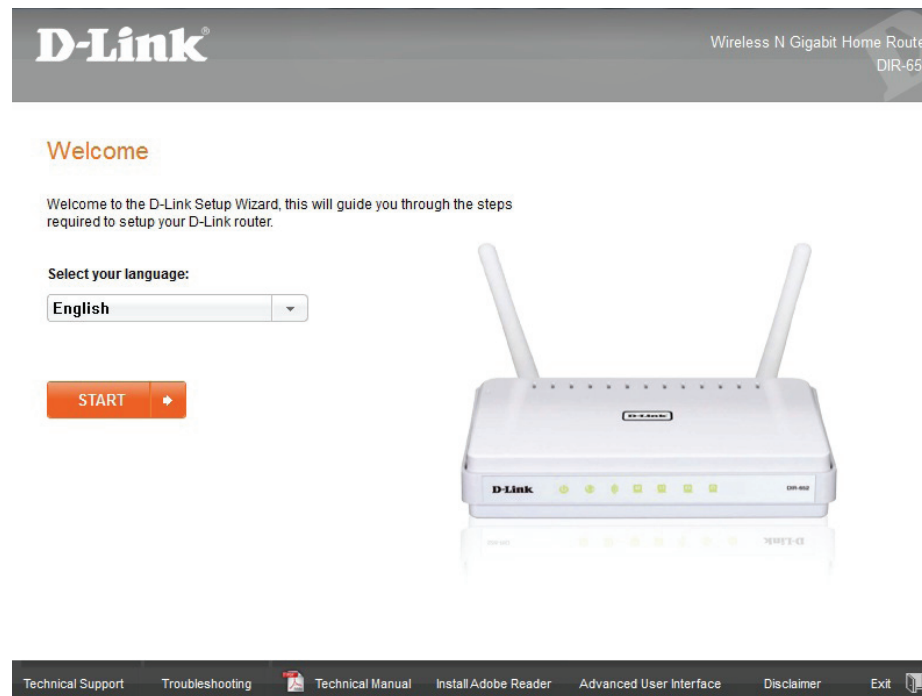 D-Link®
Wireless N Gigabit Home Route
DIR-65
Welcome
Welcome to the D-Link Setup Wizard, this will guide you through the steps
required to setup your D-Link router.
Select your language:
English
START
D-Link
D-Link
DIR-652
Technical Support
Troubleshooting
Technical Manual
Install Adobe Reader
Advanced User Interface
Disclaimer
Exit